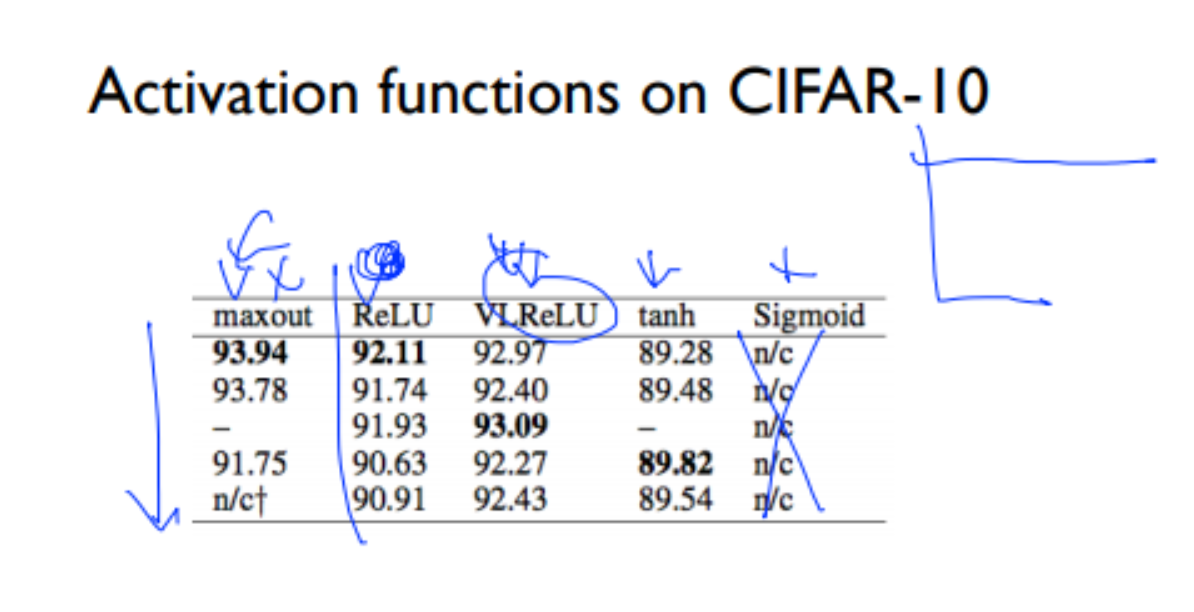 Activation functions on CIFAR-10
maxout ReLU VLReLU tanh Sigmoid
93.94 92.11 92.97 89.28 n/c
93.78 91.74 92.40 89.48 n/c
– 91.93 93.09 – n/c
91.75 90.63 92.27 89.82 n/c
n/c† 90.91 92.43 89.54 n/c